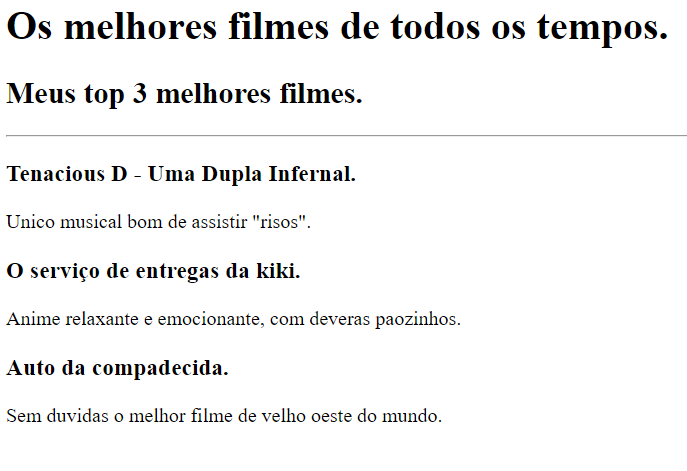 Os melhores filmes de todos os tempos.
Meus top 3 melhores filmes.
Tenacious D - Uma Dupla Infernal.
Unico musical bom de assistir "risos".
O serviço de entregas da kiki.
Anime relaxante e emocionante, com deveras paozinhos.
Auto da compadecida.
Sem duvidas o melhor filme de velho oeste do mundo.